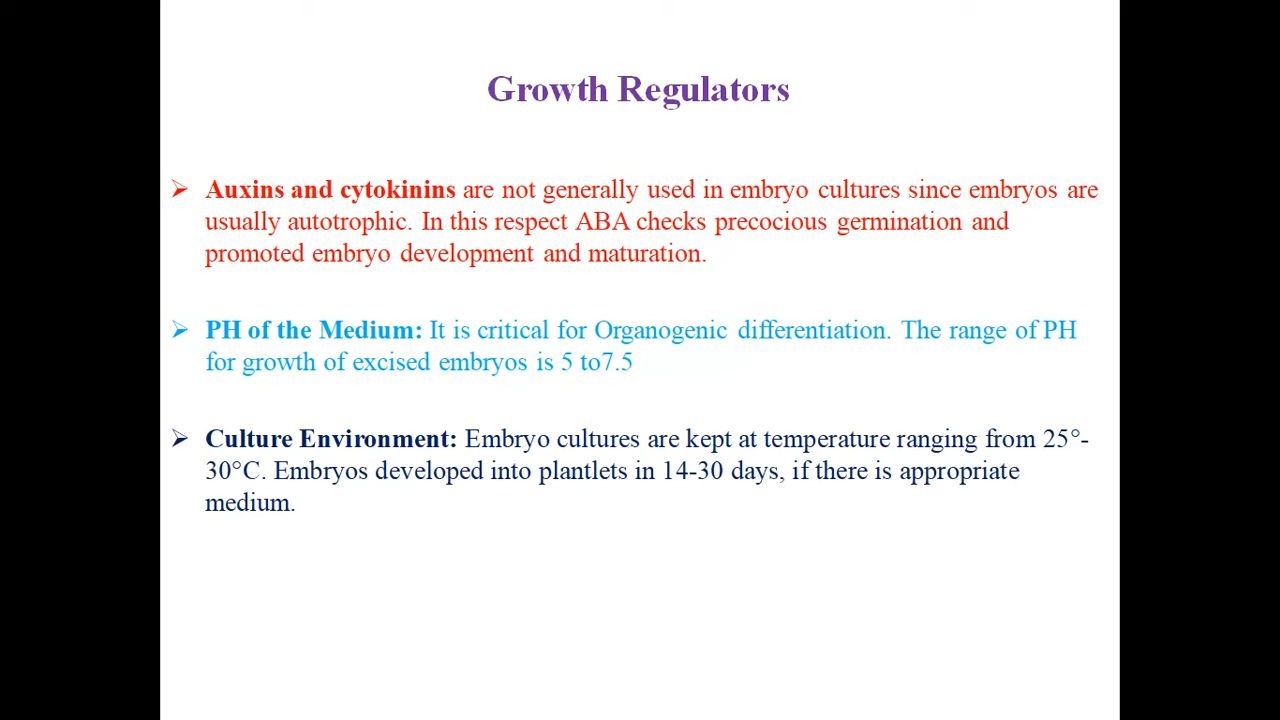 Growth Regulators
Auxins and cytokinins are not generally used in embryo cultures since embryos are
usually autotrophic. In this respect ABA checks precocious germination and
promoted embryo development and maturation.
PH of the Medium: It is critical for Organogenic differentiation. The range of PH
for growth of excised embryos is 5 to7.5
Culture Environment: Embryo cultures are kept at temperature ranging from 25°-
30°C. Embryos developed into plantlets in 14-30 days, if there is appropriate
medium.